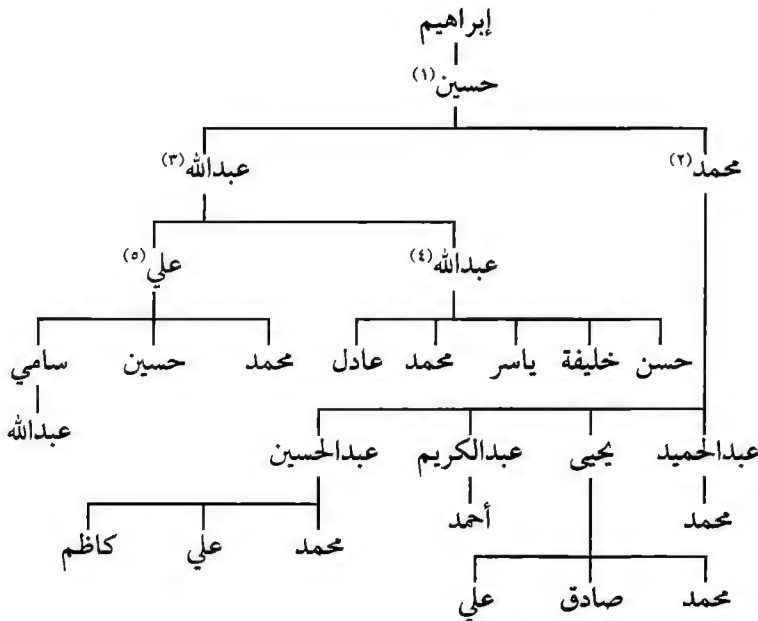 إبراهيم
حسين(١)
محمد(٢) عبدالله(٣)
عبدالله(٤) علي(٥)
حسن خليفة ياسر محمد عادل محمد حسين سامي
عبدالله
عبدالحميد يحيى عبدالكريم عبدالحسين
محمد أحمد محمد علي كاظم
محمد صادق علي